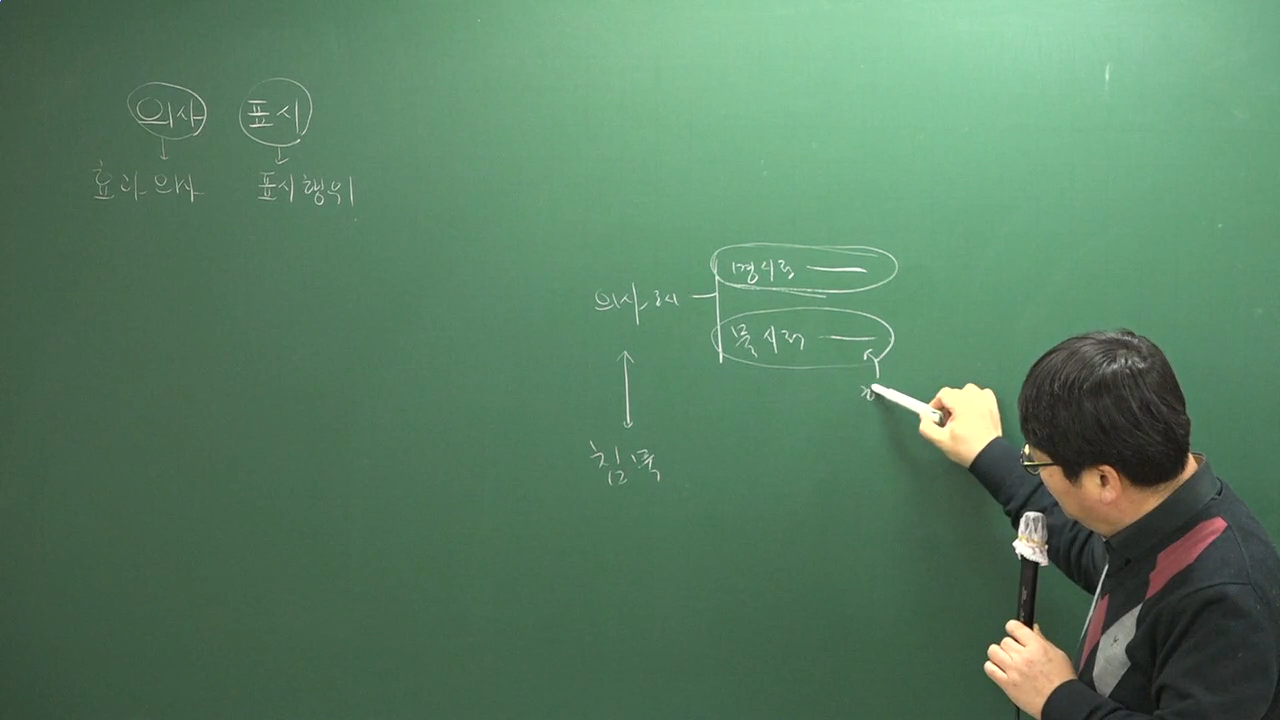 의사 표시
효과의사 표시행위
명시적
의사표시
묵시적
침묵